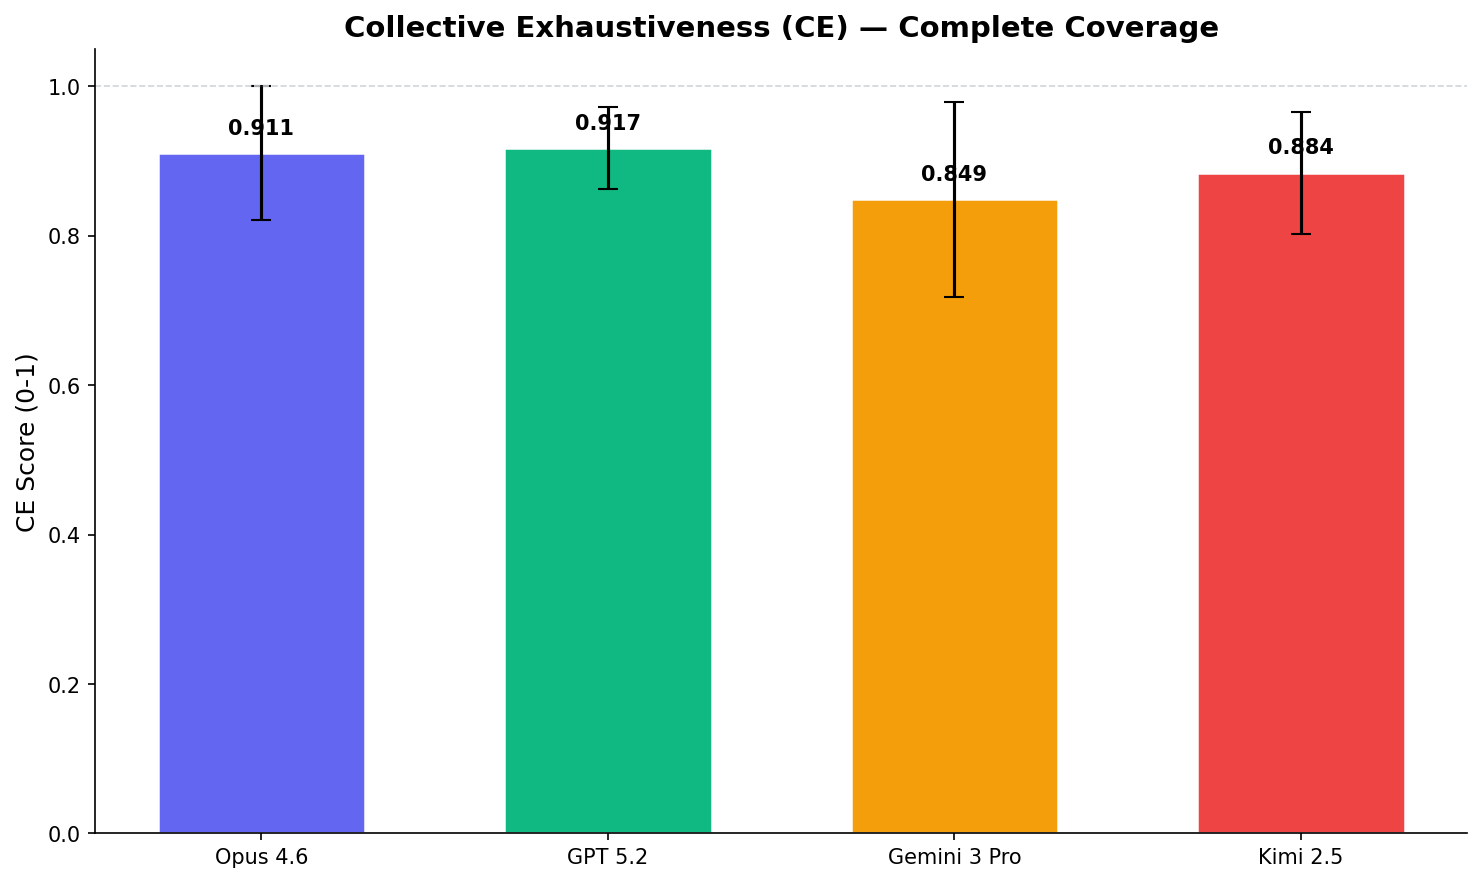 Collective Exhaustiveness (CE) — Complete Coverage
CE Score (0-1)
1.0
0.8
0.6
0.4
0.2
0.0
0.911
0.917
0.849
0.884
Opus 4.6
GPT 5.2
Gemini 3 Pro
Kimi 2.5